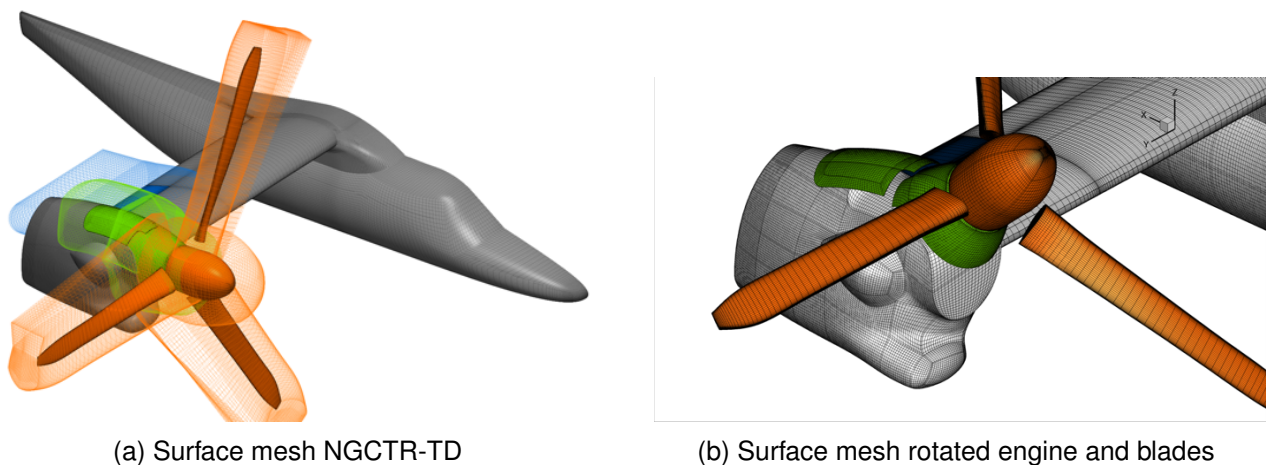 Z
X
Y
(a) Surface mesh NGCTR-TD
(b) Surface mesh rotated engine and blades